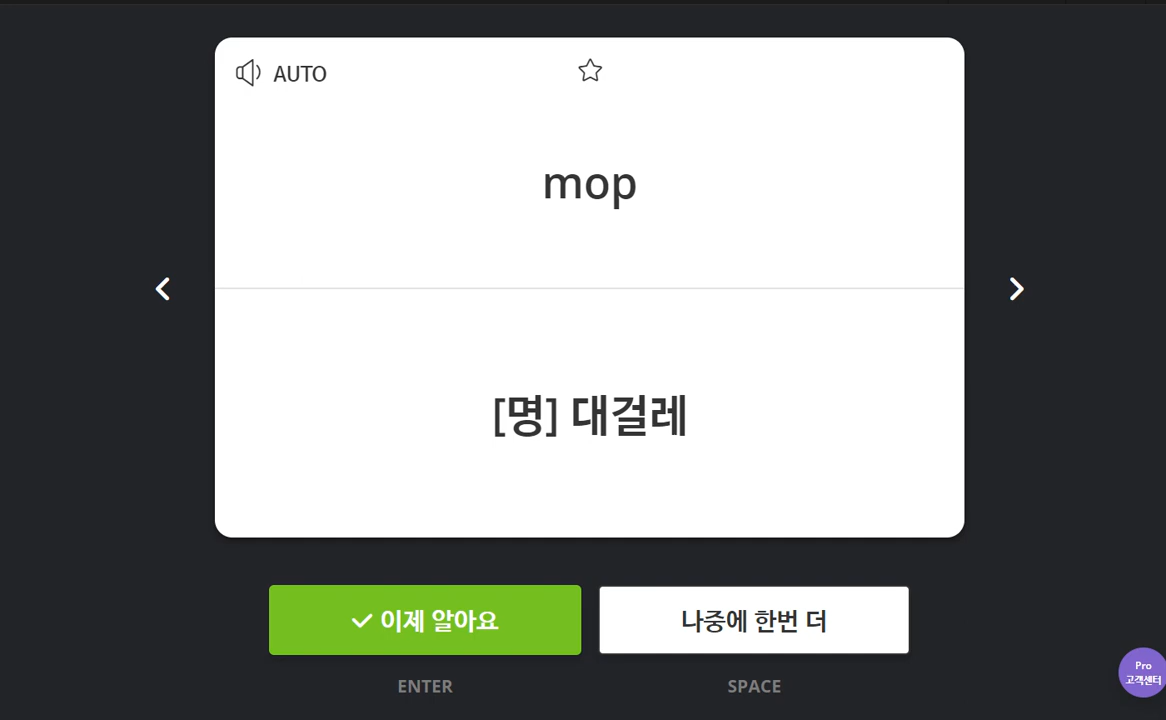 AUTO
mop
[명] 대걸레
이제 알아요
나중에 한번 더
ENTER
SPACE
Pro
고객센터